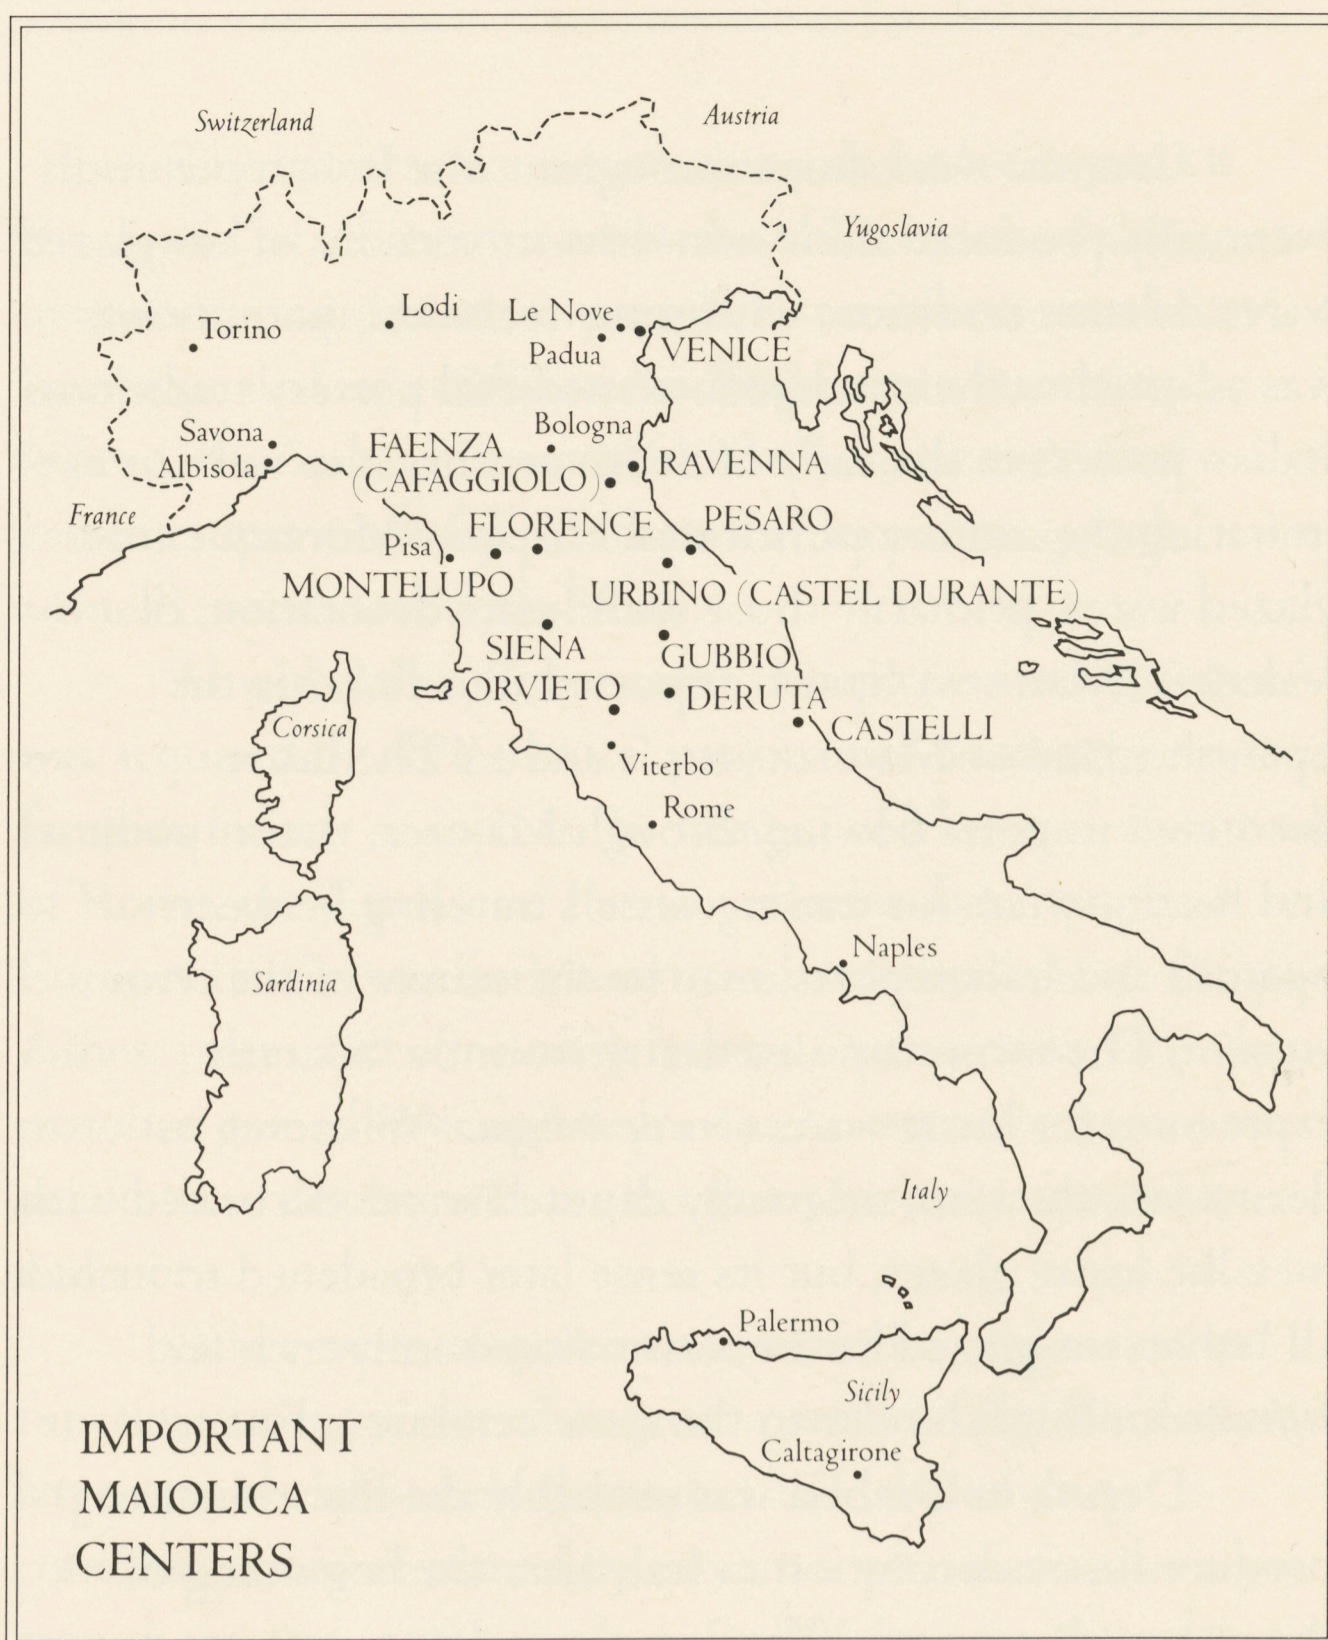 Switzerland
Austria
Yugoslavia
Lodi
Le Nove
Torino
Padua
VENICE
Savona
Bologna
FAENZA
Albisola
RAVENNA
(CAFAGGIOLO)
France
FLORENCE
PESARO
Pisa
MONTELUPO
URBINO (CASTEL DURANTE)
SIENA
GUBBIO
ORVIETO
DERUTA
Corsica
CASTELLI
Viterbo
Rome
Naples
Sardinia
Italy
Palermo
Sicily
Caltagirone
IMPORTANT
MAIOLICA
CENTERS